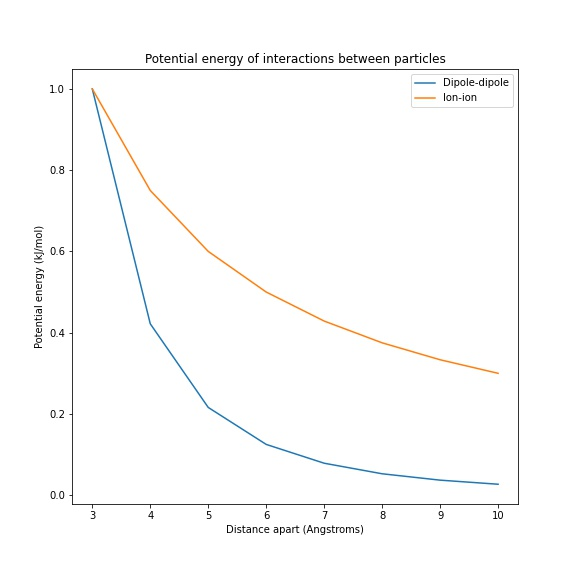 Potential energy of interactions between particles
Dipole-dipole
Ion-ion
1.0
0.8
0.6
0.4
0.2
0.0
Potential energy (kJ/mol)
3 4 5 6 7 8 9 10
Distance apart (Angstroms)